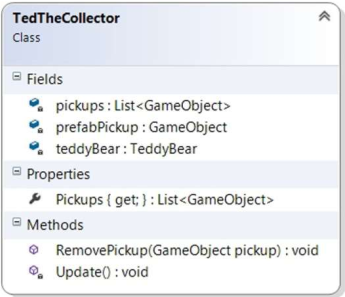 TedTheCollector
Class
Fields
pickups : List<GameObject>
prefabPickup : GameObject
teddyBear : TeddyBear
Properties
Pickups { get; } : List<GameObject>
Methods
RemovePickup(GameObject pickup) : void
Update() : void